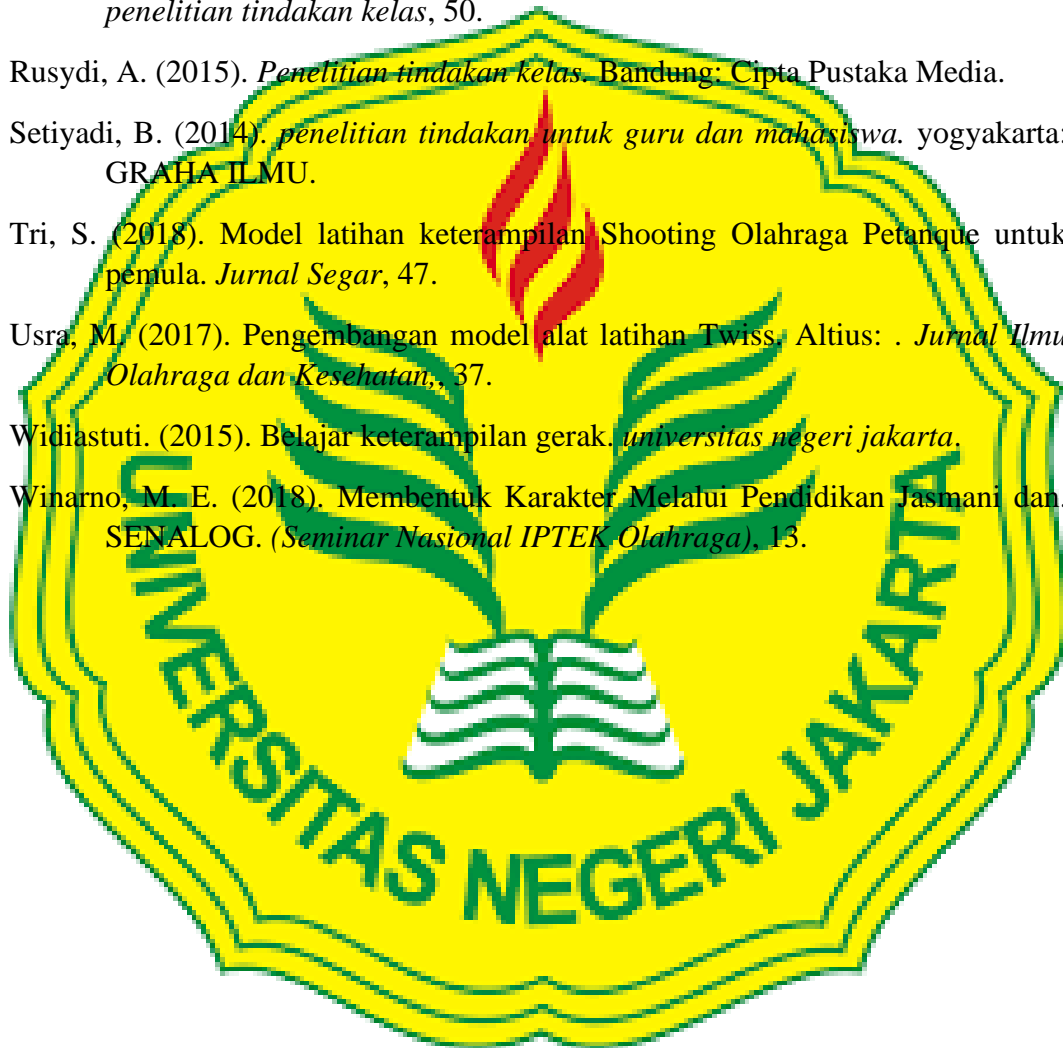 penelitian tindakan kelas, 50.
Rusydi, A. (2015). Penelitian tindakan kelas. Bandung: Cipta Pustaka Media.
Setiyadi, B. (2014). penelitian tindakan untuk guru dan mahasiswa. yogyakarta:
GRAHA ILMU.
Tri, S. (2018). Model latihan keterampilan Shooting Olahraga Petanque untuk
pemula. Jurnal Segar, 47.
Usra, M. (2017). Pengembangan model alat latihan Twiss. Altius: . Jurnal Ilmu
Olahraga dan Kesehatan,, 37.
Widiastuti. (2015). Belajar keterampilan gerak. universitas negeri jakarta.
Winarno, M. E. (2018). Membentuk Karakter Melalui Pendidikan Jasmani dan.
SENALOG. (Seminar Nasional IPTEK Olahraga), 13.
UNIVERSITAS NEGERI JAKARTA